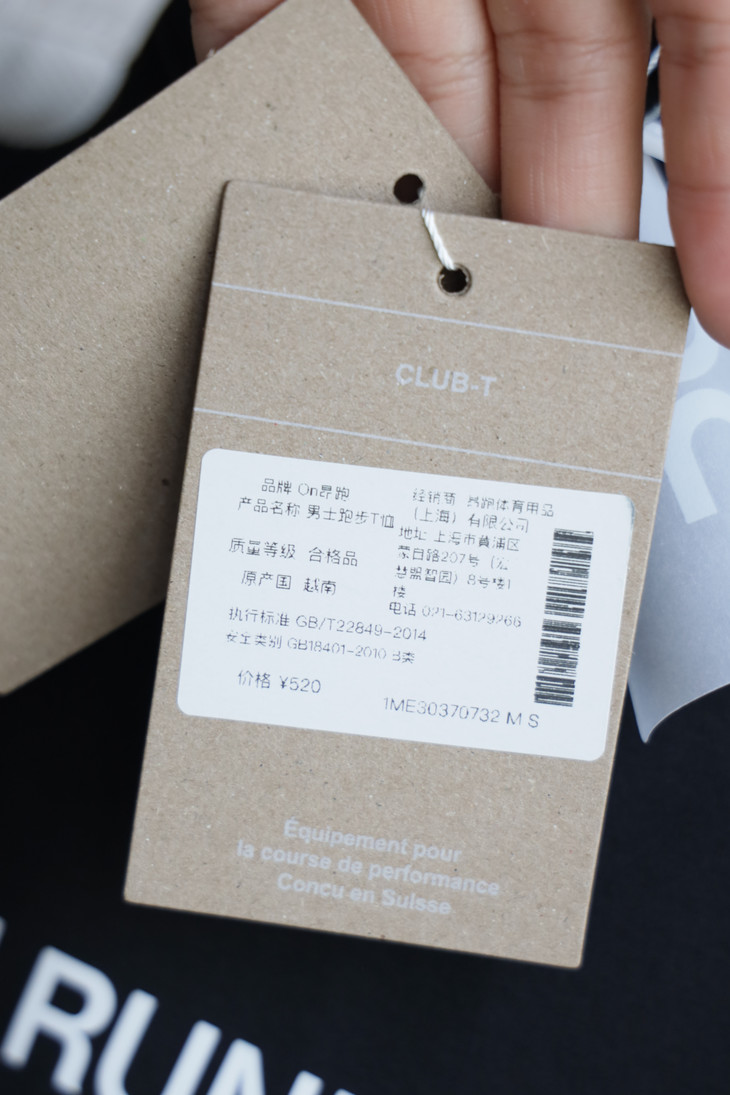 CLUB-T
品牌 On昂跑
产品名称 男士跑步T恤
质量等级 合格品
原产国 越南
执行标准 GB/T22849-2014
安全类别 GB18401-2010 B类
价格 ¥520
经销商 昂跑体育用品
（上海）有限公司
地址 上海市黄浦区
蒙自路207号（宏
慧盟智园）8号楼1
楼
电话 021-63129266
1ME30370732 M S
Équipement pour
la course de performance
Concu en Suisse
RUN